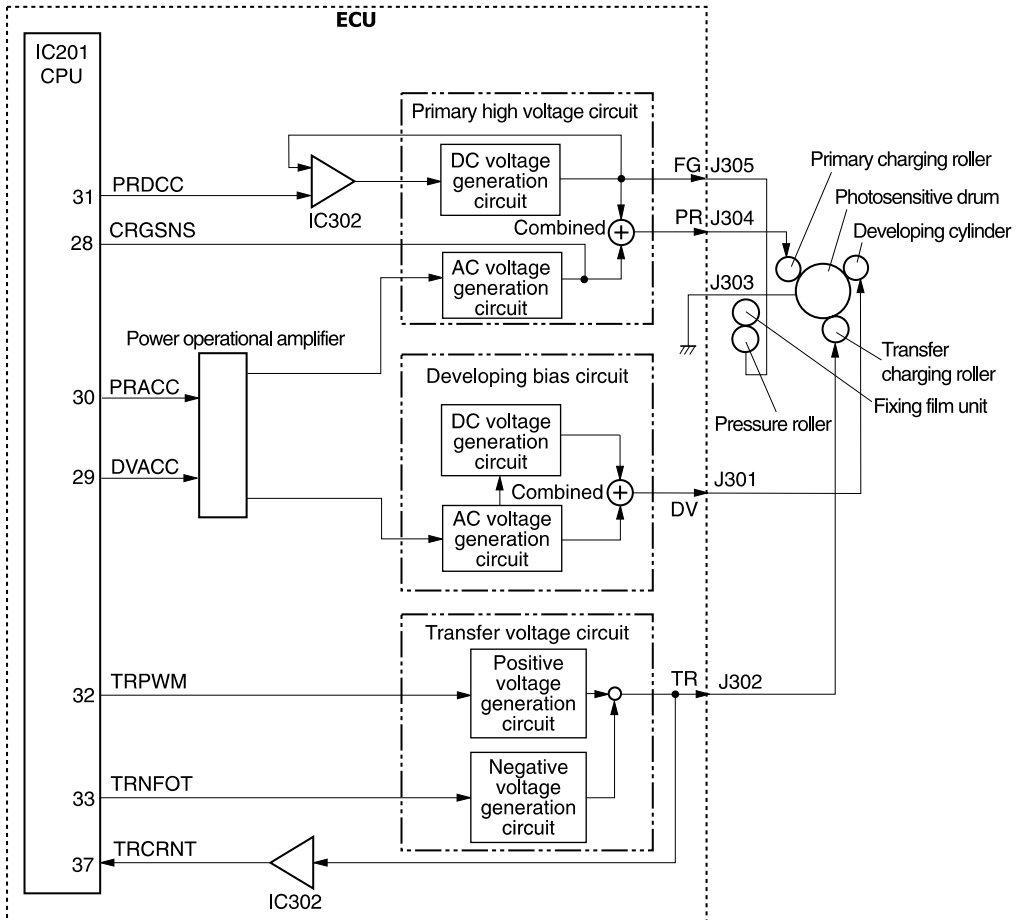 ECU
IC201
CPU
Primary high voltage circuit
DC voltage
generation
circuit
FG
J305
Primary charging roller
Photosensitive drum
Developing cylinder
31
PRDCC
IC302
Combined
PR
J304
28
CRGSNS
AC voltage
generation
circuit
J303
Power operational amplifier
Transfer
charging roller
Fixing film unit
Pressure roller
30
PRACC
Developing bias circuit
DC voltage
generation
circuit
29
DVACC
Combined
J301
DV
AC voltage
generation
circuit
Transfer voltage circuit
32
TRPWM
Positive
voltage
generation
circuit
TR
J302
33
TRNFOT
Negative
voltage
generation
circuit
37
TRCRNT
IC302